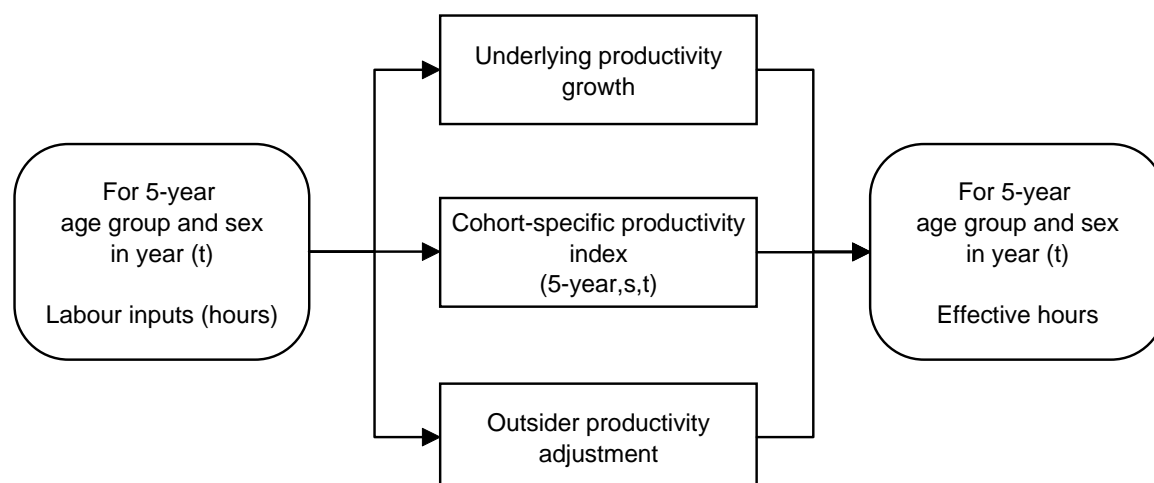 For 5-year
age group and sex
in year (t)
Labour inputs (hours)
Underlying productivity
growth
Cohort-specific productivity
index
(5-year,s,t)
Outsider productivity
adjustment
For 5-year
age group and sex
in year (t)
Effective hours